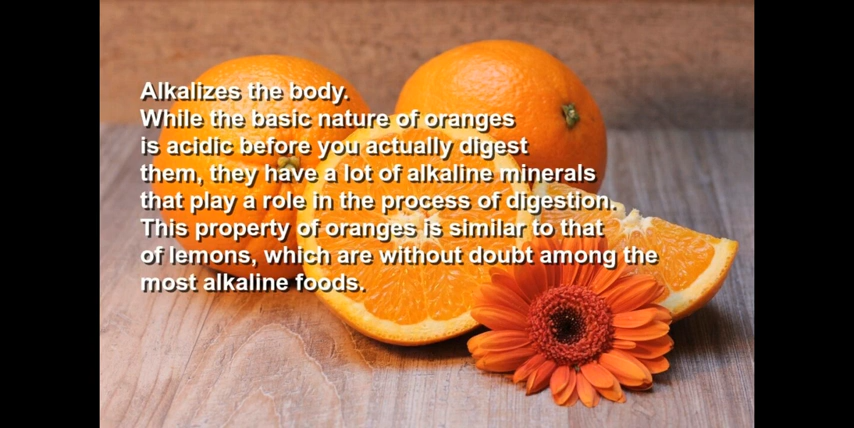 Alkalizes the body.
While the basic nature of oranges
is acidic before you actually digest
them, they have a lot of alkaline minerals
that play a role in the process of digestion.
This property of oranges is similar to that
of lemons, which are without doubt among the
most alkaline foods.